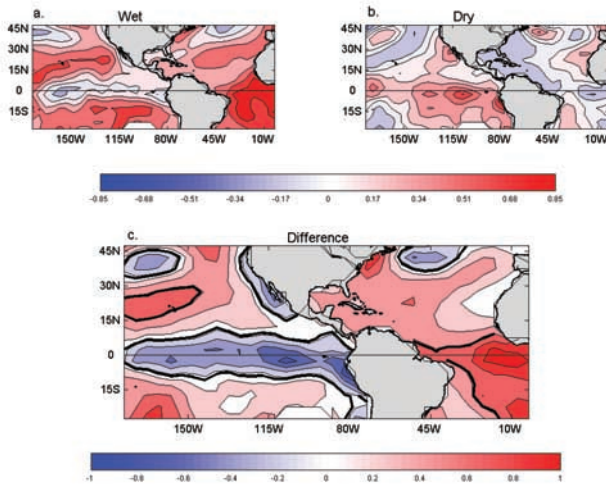 a. Wet
45N
30N
15N
0
15S
150W 115W 80W 45W 10W
b. Dry
45N
30N
15N
0
15S
150W 115W 80W 45W 10W
-0.85 -0.68 -0.51 -0.34 -0.17 0 0.17 0.34 0.51 0.68 0.85
c. Difference
45N
30N
15N
0
15S
150W 115W 80W 45W 10W
-1 -0.8 -0.6 -0.4 -0.2 0 0.2 0.4 0.6 0.8 1